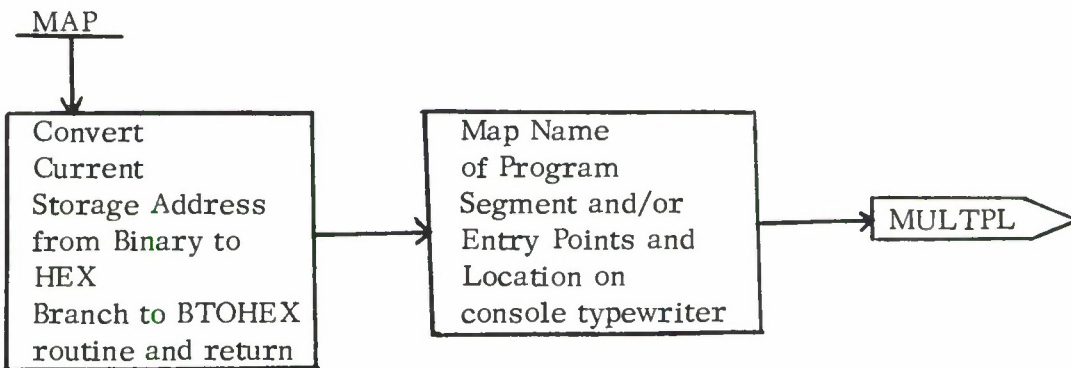 MAP
Convert
Current
Storage Address
from Binary to
HEX
Branch to BTOHEX
routine and return
Map Name
of Program
Segment and/or
Entry Points and
Location on
console typewriter
MULTPL